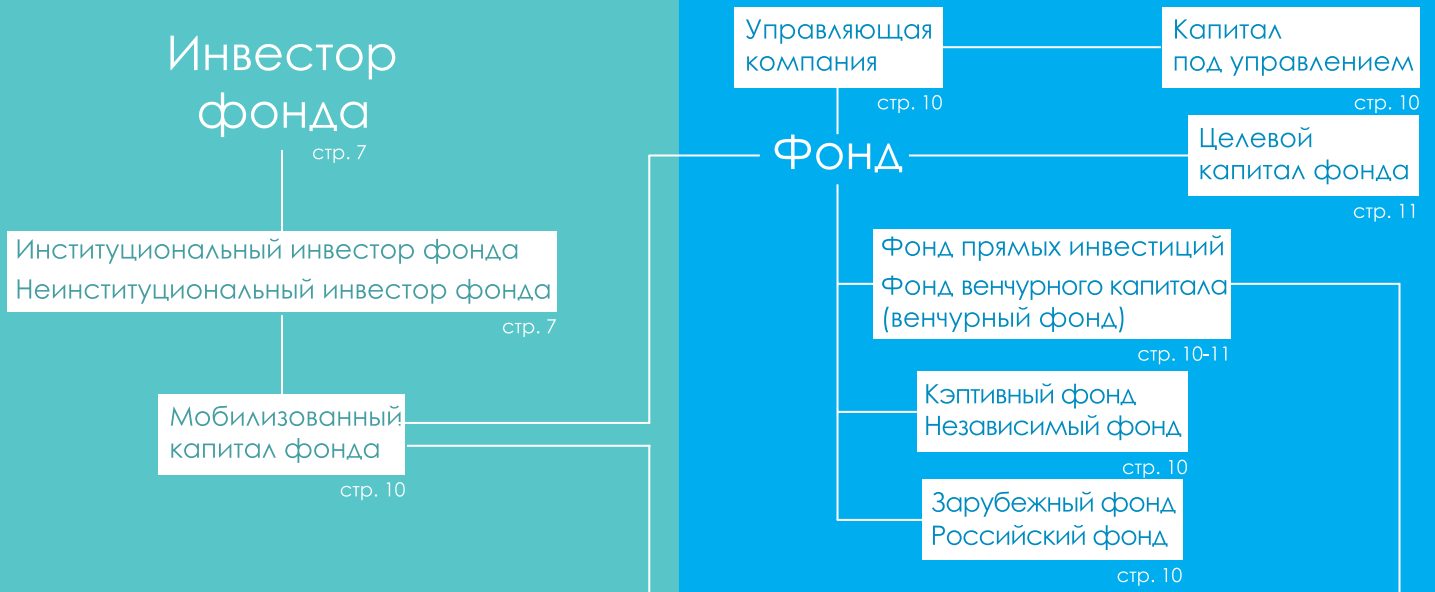 Инвестор
фонда
стр. 7
Институциональный инвестор фонда
Неинституциональный инвестор фонда
стр. 7
Мобилизованный
капитал фонда
стр. 10
Управляющая
компания
стр. 10
Капитал
под управлением
стр. 10
Фонд
Целевой
капитал фонда
стр. 11
Фонд прямых инвестиций
Фонд венчурного капитала
(венчурный фонд)
стр. 10-11
Кэптивный фонд
Независимый фонд
стр. 10
Зарубежный фонд
Российский фонд
стр. 10